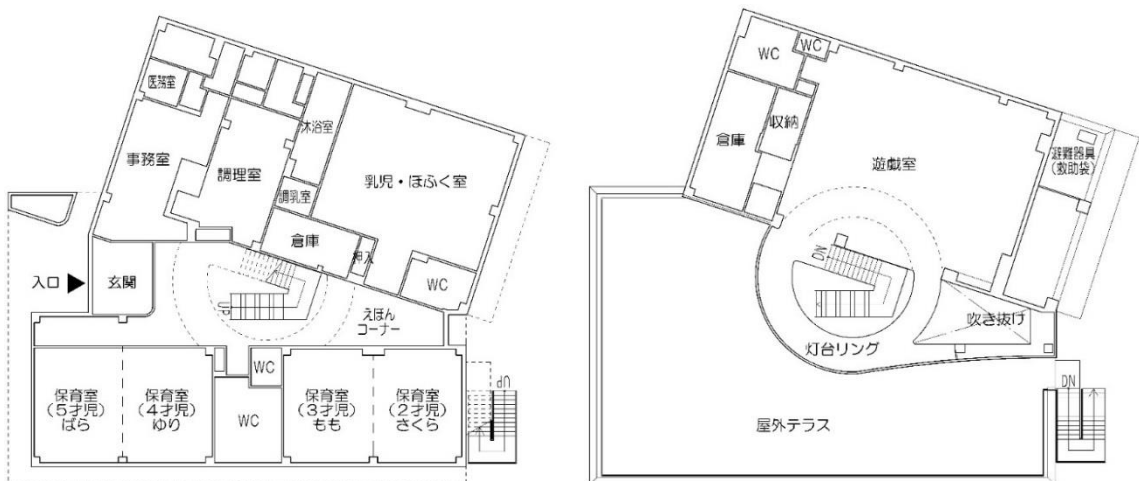 医務室
事務室
調理室
沐浴室
調乳室
乳児・ほふく室
倉庫
押入
WC
入口
玄関
UP
えほん
コーナー
保育室
(5才児)
ばら
保育室
(4才児)
ゆり
WC
WC
保育室
(3才児)
もも
保育室
(2才児)
さくら
UP
WC
WC
倉庫
収納
遊戯室
避難器具
(救助袋)
DN
吹き抜け
灯台リング
DN
屋外テラス